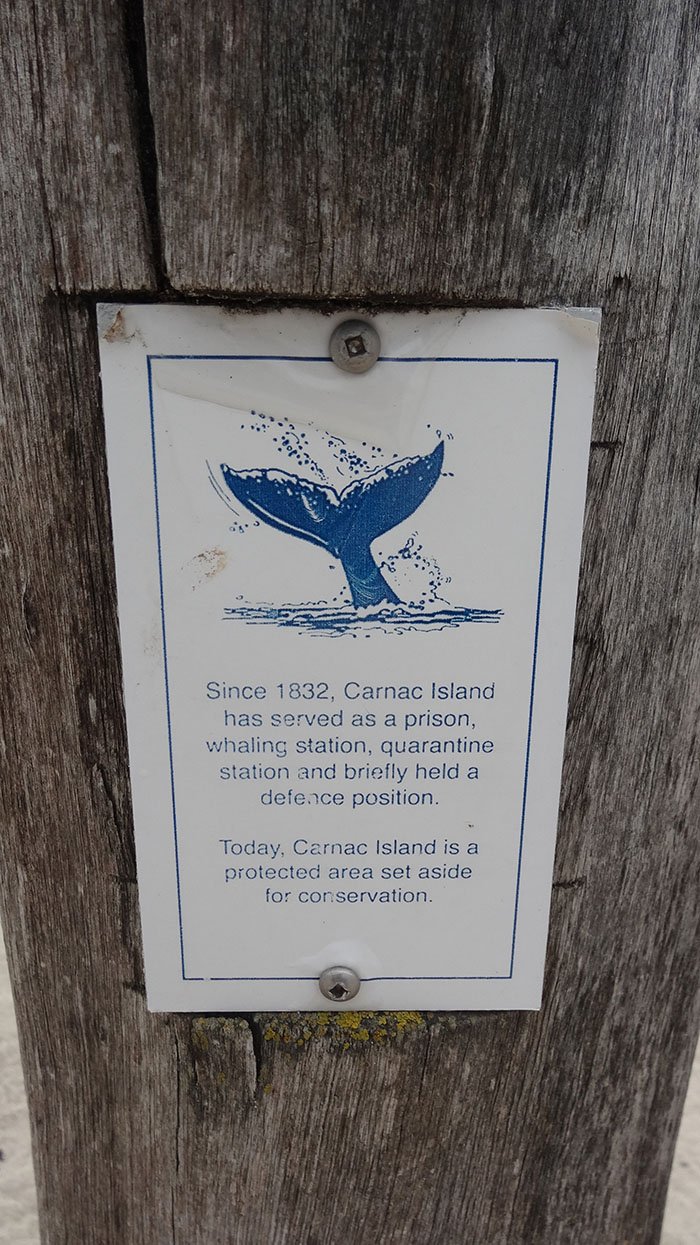 Since 1832, Carnac Island
has served as a prison,
whaling station, quarantine
station and briefly held a
defence position.
Today, Carnac Island is a
protected area set aside
for conservation.